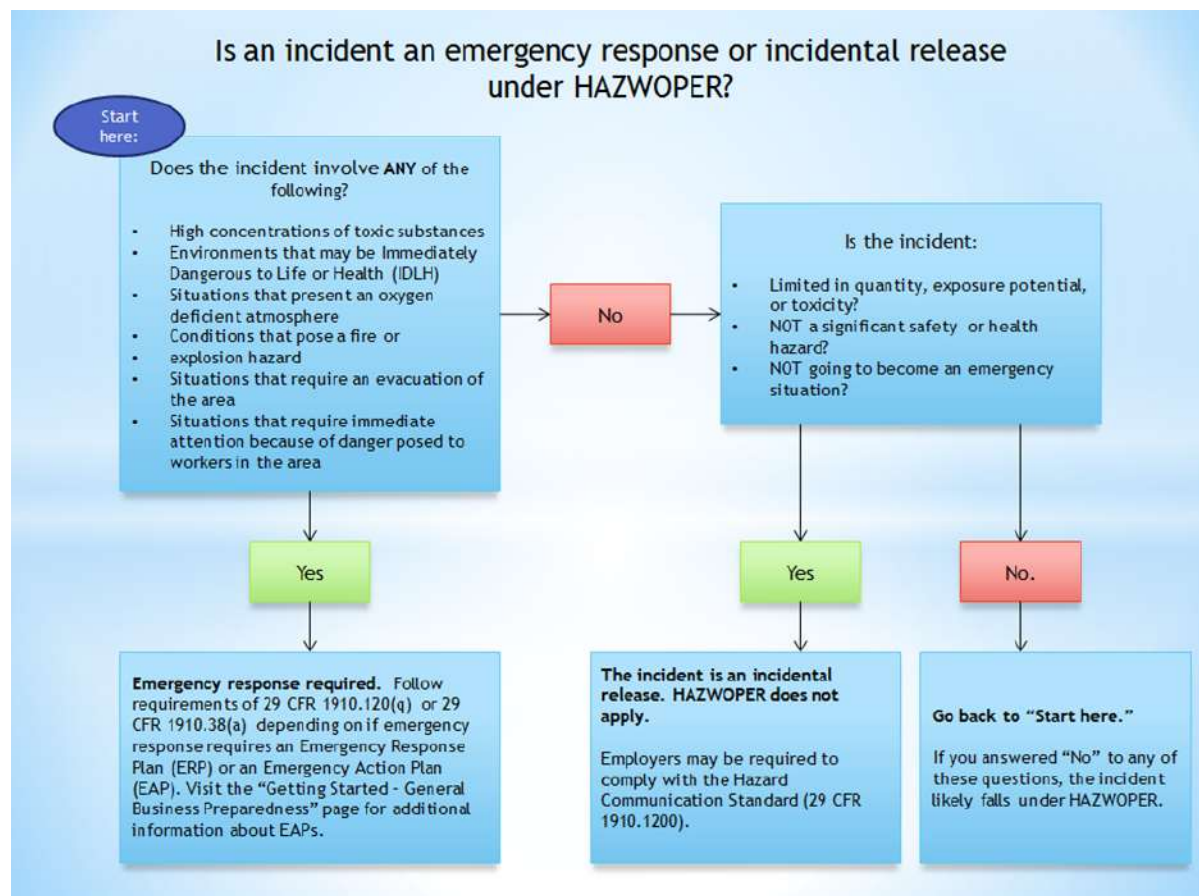 Is an incident an emergency response or incidental release
under HAZWOPER?
Start
here:
Does the incident involve ANY of the
following?
• High concentrations of toxic substances
• Environments that may be Immediately
Dangerous to Life or Health (IDLH)
• Situations that present an oxygen
deficient atmosphere
• Conditions that pose a fire or
• explosion hazard
• Situations that require an evacuation of
the area
• Situations that require immediate
attention because of danger posed to
workers in the area
No
Is the incident:
• Limited in quantity, exposure potential,
or toxicity?
• NOT a significant safety or health
hazard?
• NOT going to become an emergency
situation?
Yes
Yes
No.
Emergency response required. Follow
requirements of 29 CFR 1910.120(q) or 29
CFR 1910.38(a) depending on if emergency
response requires an Emergency Response
Plan (ERP) or an Emergency Action Plan
(EAP). Visit the "Getting Started - General
Business Preparedness" page for additional
information about EAPs.
The incident is an incidental
release. HAZWOPER does not
apply.
Employers may be required to
comply with the Hazard
Communication Standard (29 CFR
1910.1200).
Go back to "Start here."
If you answered "No" to any of
these questions, the incident
likely falls under HAZWOPER.